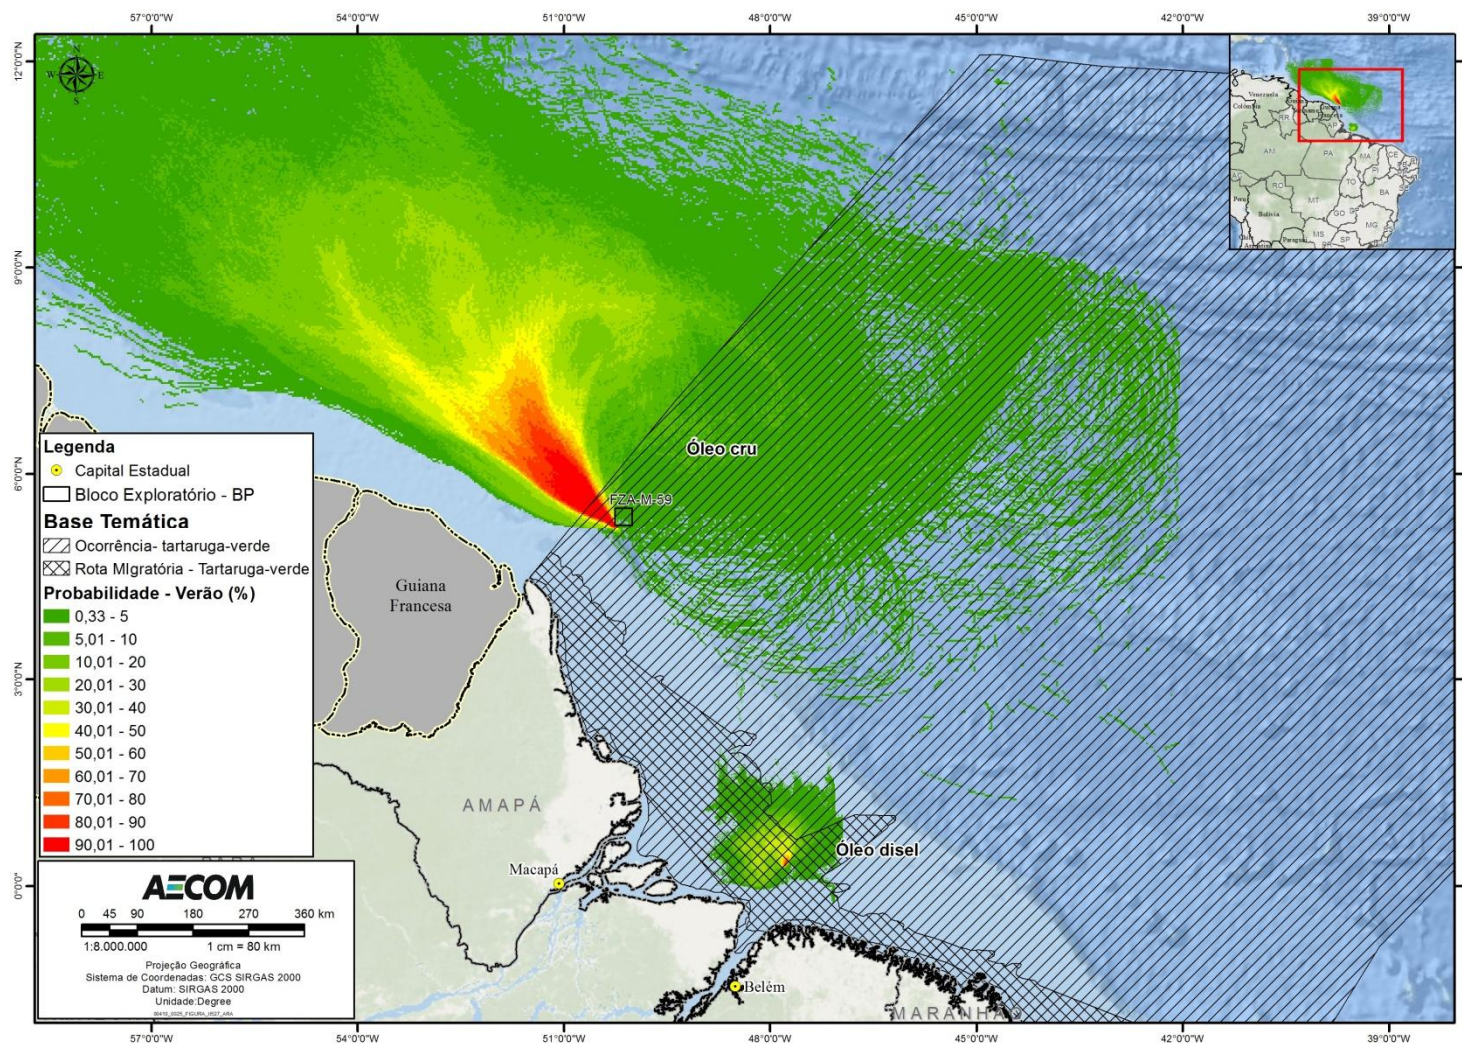 57°0'0"W 54°0'0"W 51°0'0"W 48°0'0"W 45°0'0"W 42°0'0"W 39°0'0"W
12°0'0"N
9°0'0"N
6°0'0"N
3°0'0"N
0°0'0"
N
W E
S
Venezuela
Colômbia
Guiana
Francesa
RR
AP
AM
PA
MA
CE
PI
AC
RO
TO
BA
MT
Peru
Bolívia
GO
MG
MS
SP
Paraguai
Chile
Óleo cru
FZA-M-59
Guiana
Francesa
Óleo disel
AMAPÁ
Macapá
Belém
MARANHÃO
Legenda
Capital Estadual
Bloco Exploratório - BP
Base Temática
Ocorrência- tartaruga-verde
Rota MIgratória - Tartaruga-verde
Probabilidade - Verão (%)
0,33 - 5
5,01 - 10
10,01 - 20
20,01 - 30
30,01 - 40
40,01 - 50
50,01 - 60
60,01 - 70
70,01 - 80
80,01 - 90
90,01 - 100
AECOM
0 45 90 180 270 360 km
1:8.000.000 1 cm = 80 km
Projeção Geográfica
Sistema de Coordenadas: GCS SIRGAS 2000
Datum: SIRGAS 2000
Unidade:Degree
57°0'0"W 54°0'0"W 51°0'0"W 48°0'0"W 45°0'0"W 42°0'0"W 39°0'0"W